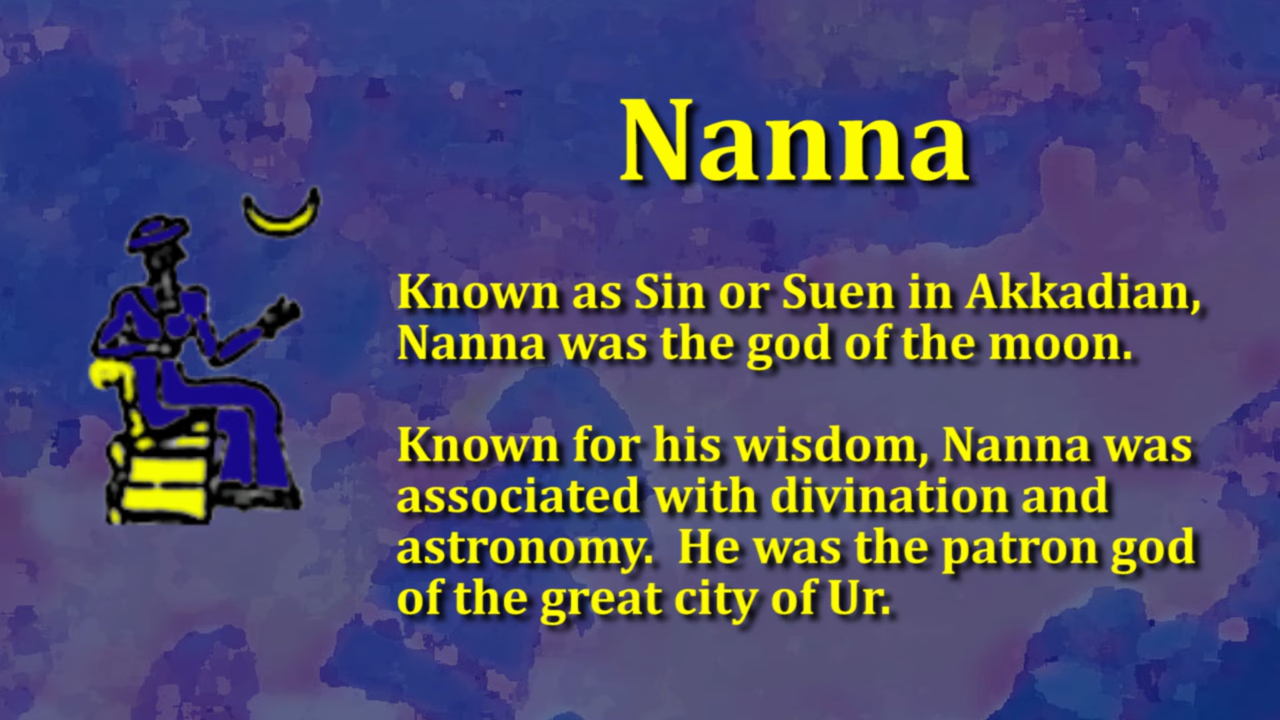 Nanna
Known as Sin or Suen in Akkadian,
Nanna was the god of the moon.
Known for his wisdom, Nanna was
associated with divination and
astronomy.  He was the patron god
of the great city of Ur.